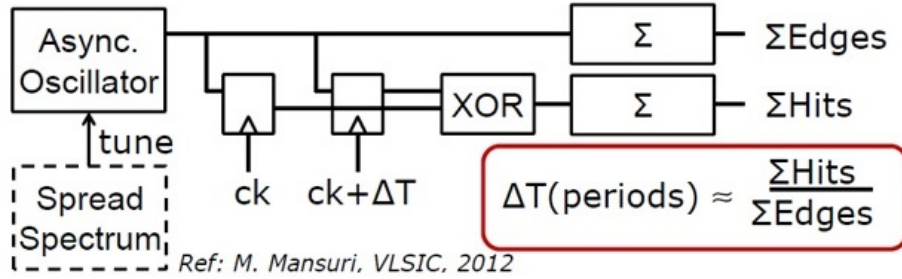 Async.
Oscillator
Σ
ΣEdges
XOR
Σ
ΣHits
tune
ck
ck+ΔT
Spread
Spectrum
ΔT(periods) ≈ ΣHits
ΣEdges
Ref: M. Mansuri, VLSIC, 2012